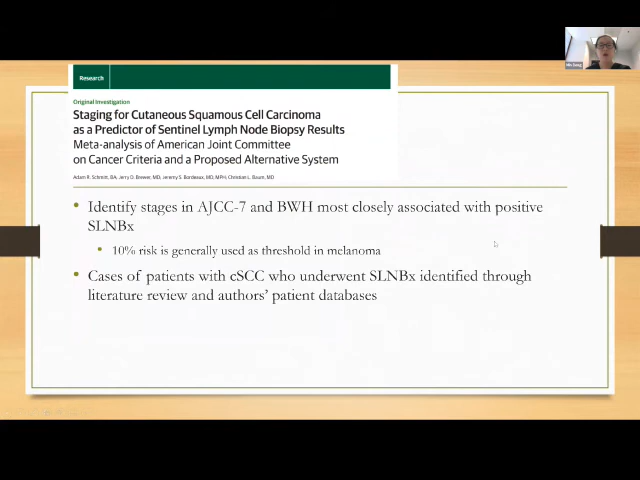 Research
Original Investigation
Staging for Cutaneous Squamous Cell Carcinoma
as a Predictor of Sentinel Lymph Node Biopsy Results
Meta-analysis of American Joint Committee
on Cancer Criteria and a Proposed Alternative System
Adam R. Schmitt, BA; Jerry D. Brewer, MD; Jeremy S. Bordeaux, MD, MPH; Christian L. Baum, MD
• Identify stages in AJCC-7 and BWH most closely associated with positive
SLNBx
• 10% risk is generally used as threshold in melanoma
• Cases of patients with cSCC who underwent SLNBx identified through
literature review and authors’ patient databases